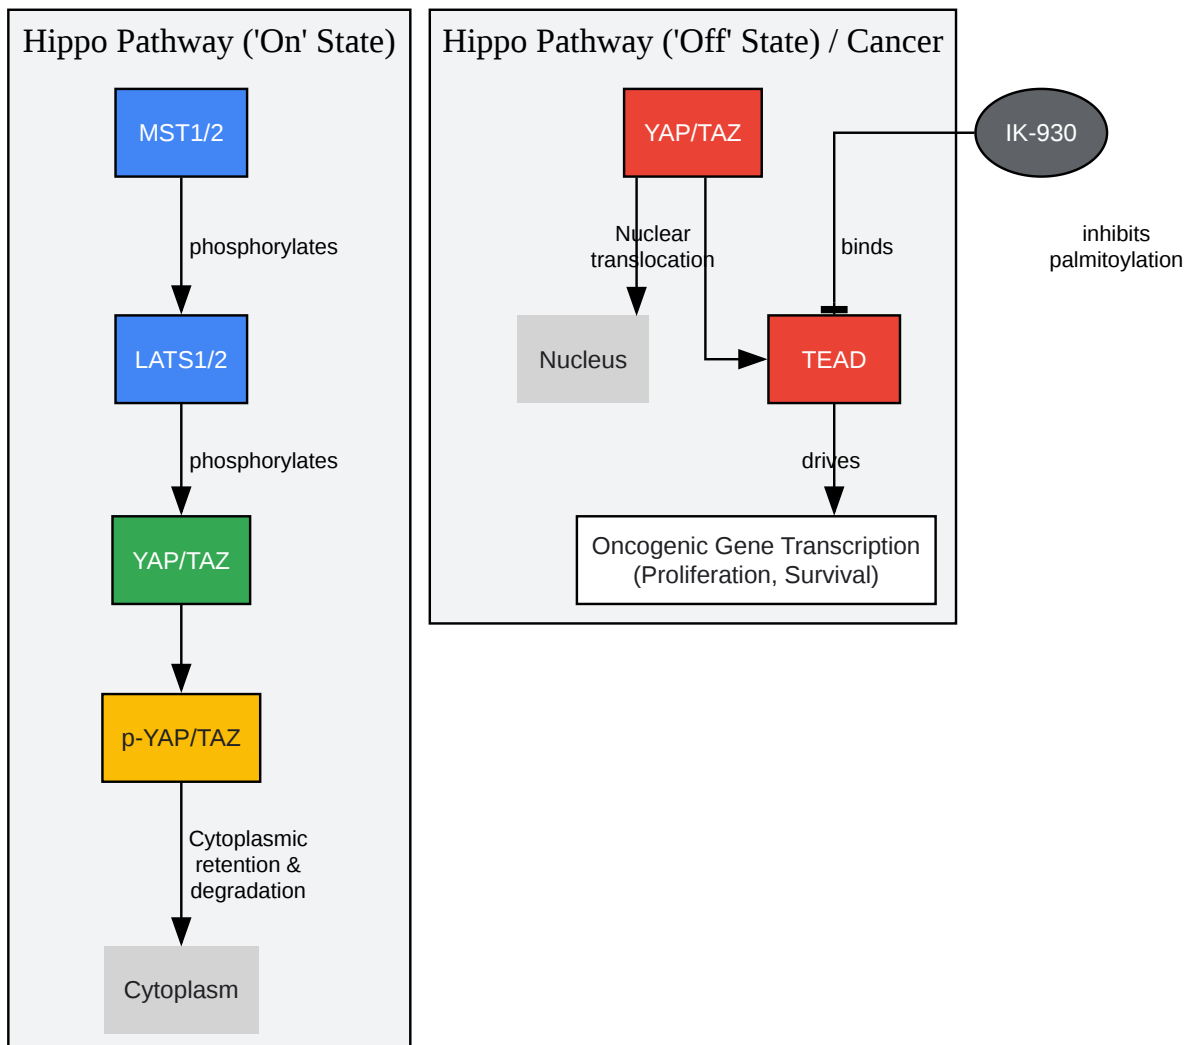 Hippo Pathway ('On' State)
MST1/2
phosphorylates
LATS1/2
phosphorylates
YAP/TAZ
p-YAP/TAZ
Cytoplasmic
retention &
degradation
Cytoplasm
Hippo Pathway ('Off' State) / Cancer
YAP/TAZ
IK-930
Nuclear
translocation
binds
inhibits
palmitoylation
Nucleus
TEAD
drives
Oncogenic Gene Transcription
(Proliferation, Survival)